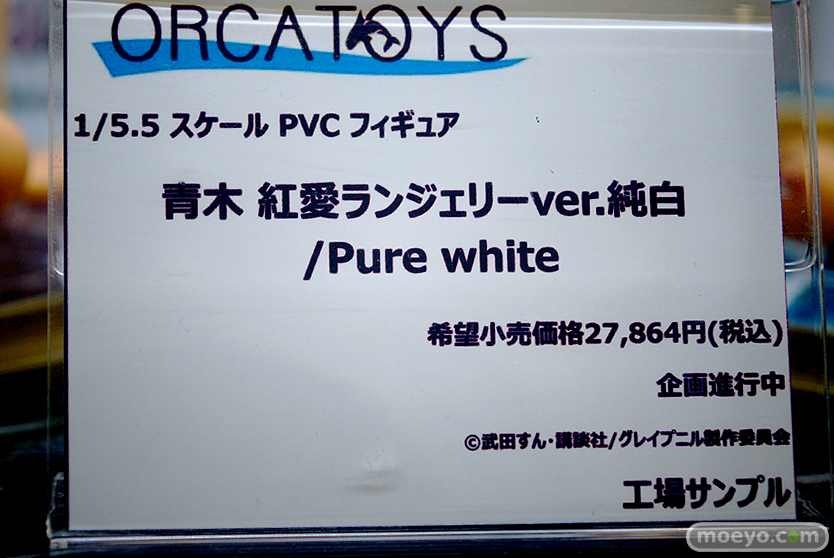 ORCATOYS
1/5.5 スケール PVC フィギュア
青木 紅愛ランジェリーver.純白
/Pure white
希望小売価格27,864円(税込)
企画進行中
©武田すん・講談社/グレイプニル製作委員会
工場サンプル
moeyo.com